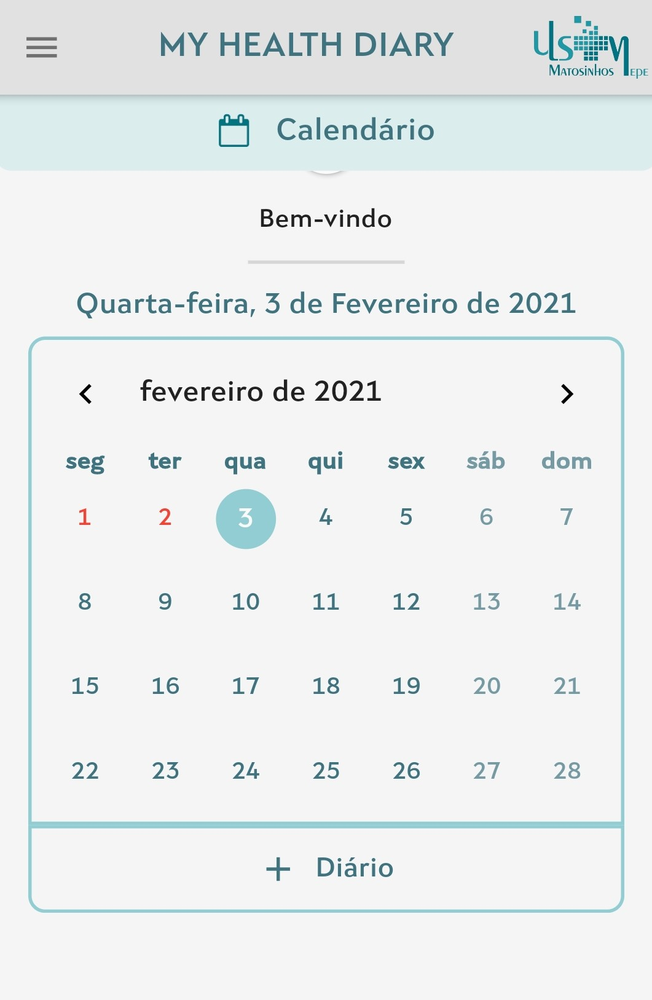 MY HEALTH DIARY
ULSM
MATOSINHOS EPE
Calendário
Bem-vindo
Quarta-feira, 3 de Fevereiro de 2021
fevereiro de 2021
seg ter qua qui sex sáb dom
1 2 3 4 5 6 7
8 9 10 11 12 13 14
15 16 17 18 19 20 21
22 23 24 25 26 27 28
+ Diário